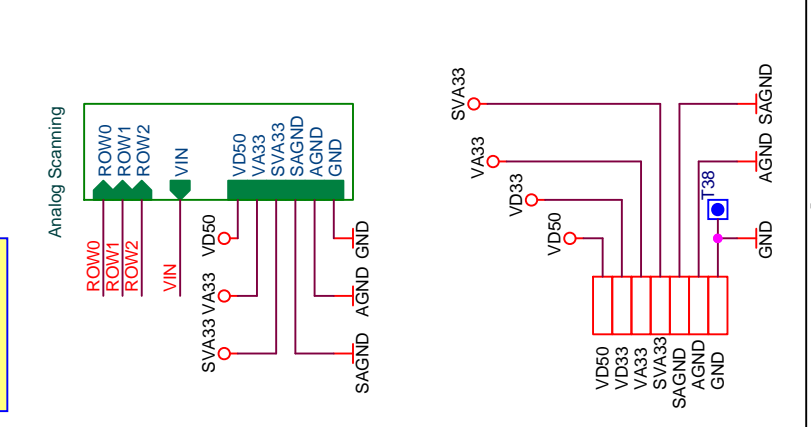 Analog Scanning
ROW0
ROW1
ROW2
VIN
VD50
VA33
SVA33
SAGND
AGND
GND
ROW0
ROW1
ROW2
VIN
VD50
VA33
SVA33
GND
AGND
SAGND
SVA33
VA33
VD33
VD50
SAGND
AGND
T38
GND
VD50
VD33
VA33
SVA33
SAGND
AGND
GND